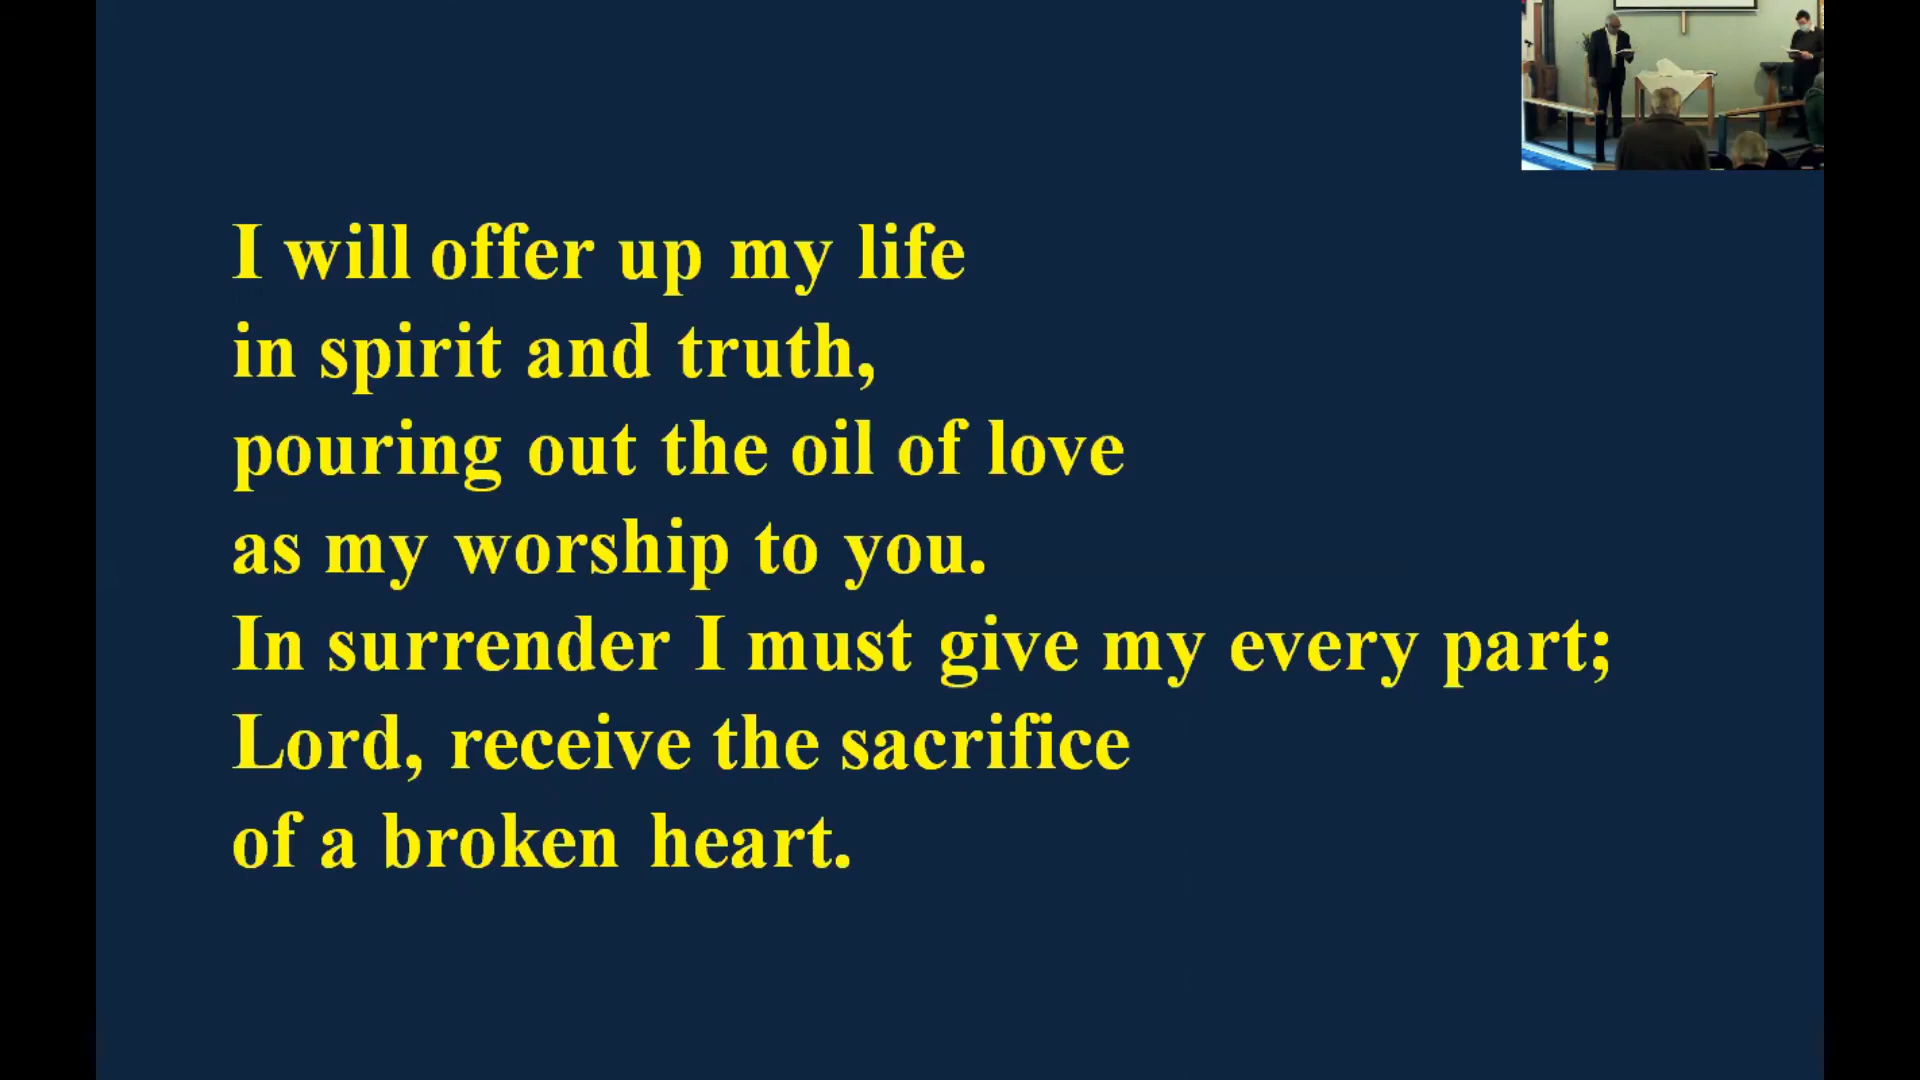 I will offer up my life
in spirit and truth,
pouring out the oil of love
as my worship to you.
In surrender I must give my every part;
Lord, receive the sacrifice
of a broken heart.